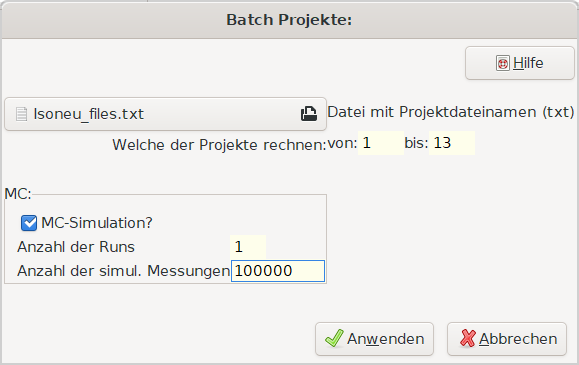 Batch Projekte:
Hilfe
Isoneu_files.txt
Datei mit Projektdateinamen (txt)
Welche der Projekte rechnen: von: 1 bis: 13
MC:
MC-Simulation?
Anzahl der Runs 1
Anzahl der simul. Messungen 100000
Anwenden
Abbrechen